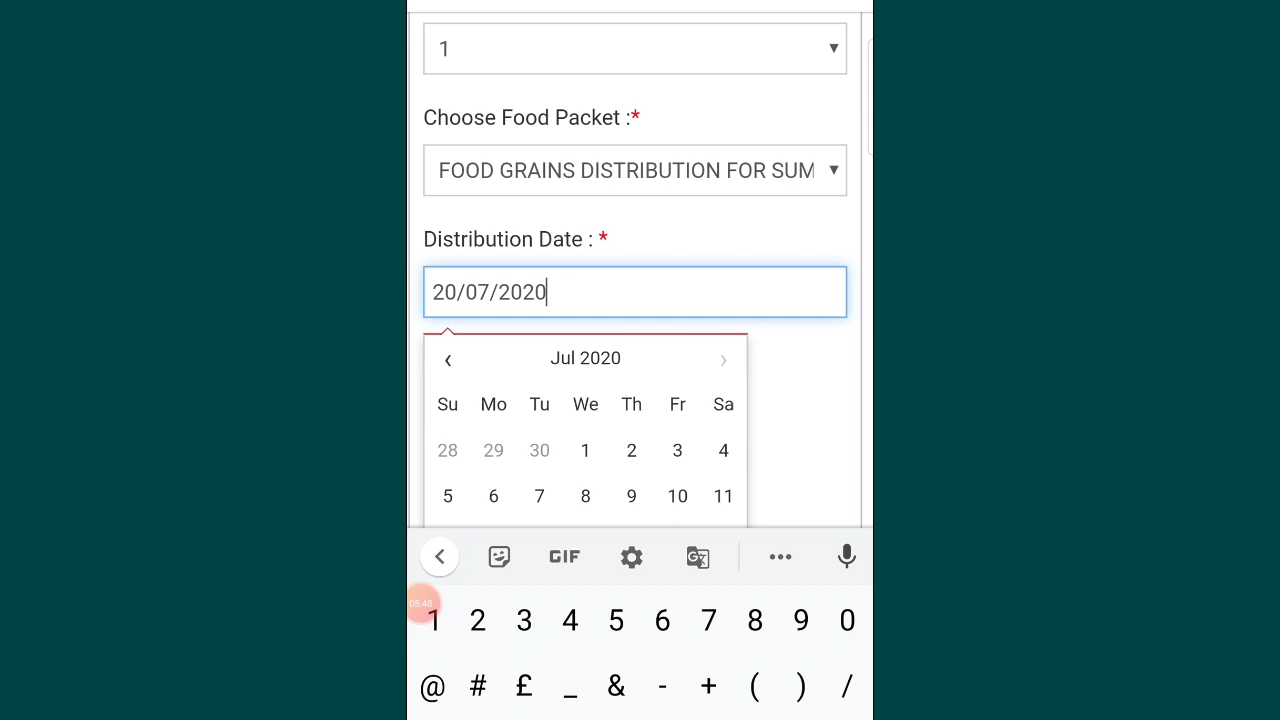 1
Choose Food Packet :*
FOOD GRAINS DISTRIBUTION FOR SUM
Distribution Date : *
20/07/2020
‹ Jul 2020 ›
Su Mo Tu We Th Fr Sa
28 29 30 1 2 3 4
5 6 7 8 9 10 11
GIF
05:48
1 2 3 4 5 6 7 8 9 0
@ # £ _ & - + ( ) /